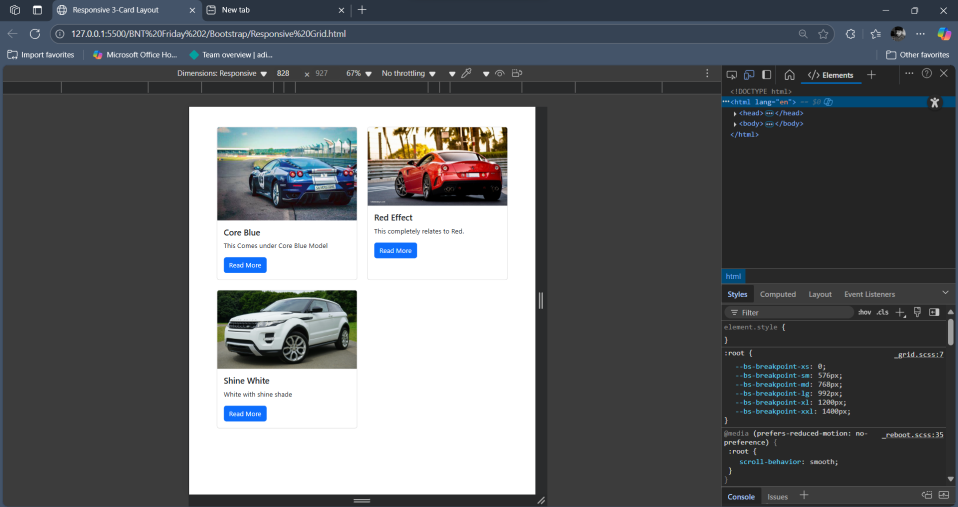 Responsive 3-Card Layout
New tab
127.0.0.1:5500/BNT%20Friday%202/Bootstrap/Responsive%20Grid.html
Import favorites
Microsoft Office Ho...
Team overview | adi...
Other favorites
Dimensions: Responsive ▼ 828 × 927 67% ▼ No throttling ▼
Core Blue
This Comes under Core Blue Model
Read More
Red Effect
This completely relates to Red.
Read More
Shine White
White with shine shade
Read More
</> Elements
<!DOCTYPE html>
<html lang="en"> == $0
<head> ⋯ </head>
<body> ⋯ </body>
</html>
html
Styles Computed Layout Event Listeners
Filter :hov .cls
element.style {
}
:root { _grid.scss:7
--bs-breakpoint-xs: 0;
--bs-breakpoint-sm: 576px;
--bs-breakpoint-md: 768px;
--bs-breakpoint-lg: 992px;
--bs-breakpoint-xl: 1200px;
--bs-breakpoint-xxl: 1400px;
}
@media (prefers-reduced-motion: no- _reboot.scss:35
preference) {
:root {
scroll-behavior: smooth;
}
}
Console Issues